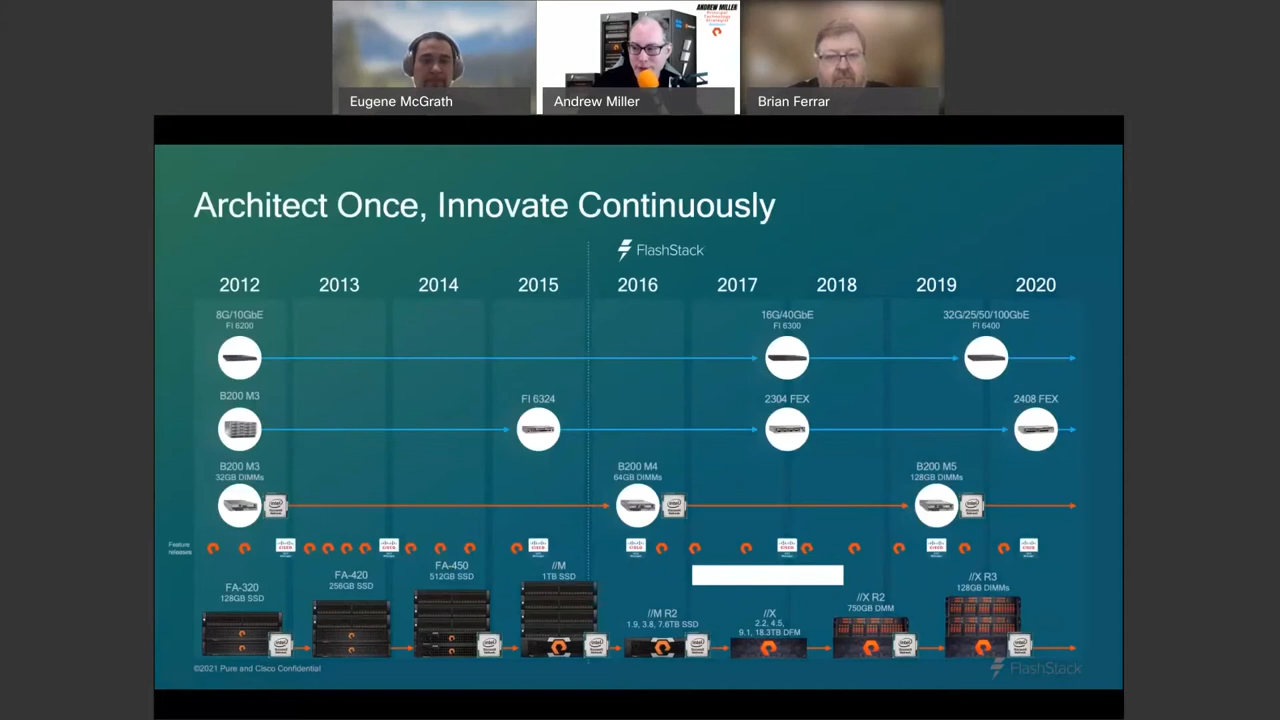 ANDREW MILLER
Principal
Technology
Strategist
Eugene McGrath
Andrew Miller
Brian Ferrar
Architect Once, Innovate Continuously
FlashStack
2012 2013 2014 2015 2016 2017 2018 2019 2020
8G/10GbE
FI 6200
16G/40GbE
FI 6300
32G/25/50/100GbE
FI 6400
B200 M3
FI 6324
2304 FEX
2408 FEX
B200 M3
32GB DIMMs
B200 M4
64GB DIMMs
B200 M5
128GB DIMMs
Feature
releases
FA-320
128GB SSD
FA-420
256GB SSD
FA-450
512GB SSD
//M
1TB SSD
//M R2
1.9, 3.8, 7.6TB SSD
//X
2.2, 4.5,
9.1, 18.3TB DFM
//X R2
750GB DMM
//X R3
128GB DIMMs
©2021 Pure and Cisco Confidential
FlashStack